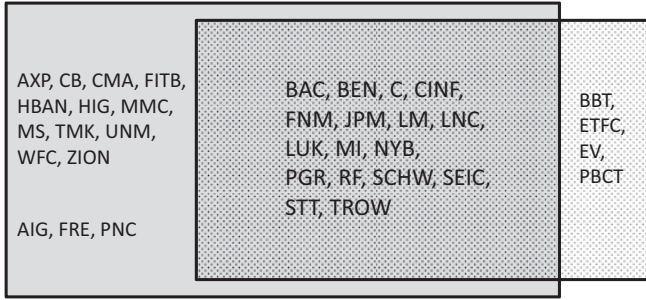 AXP, CB, CMA, FITB,
HBAN, HIG, MMC,
MS, TMK, UNM,
WFC, ZION
AIG, FRE, PNC
BAC, BEN, C, CINF,
FNM, JPM, LM, LNC,
LUK, MI, NYB,
PGR, RF, SCHW, SEIC,
STT, TROW
BBT,
ETFC,
EV,
PBCT